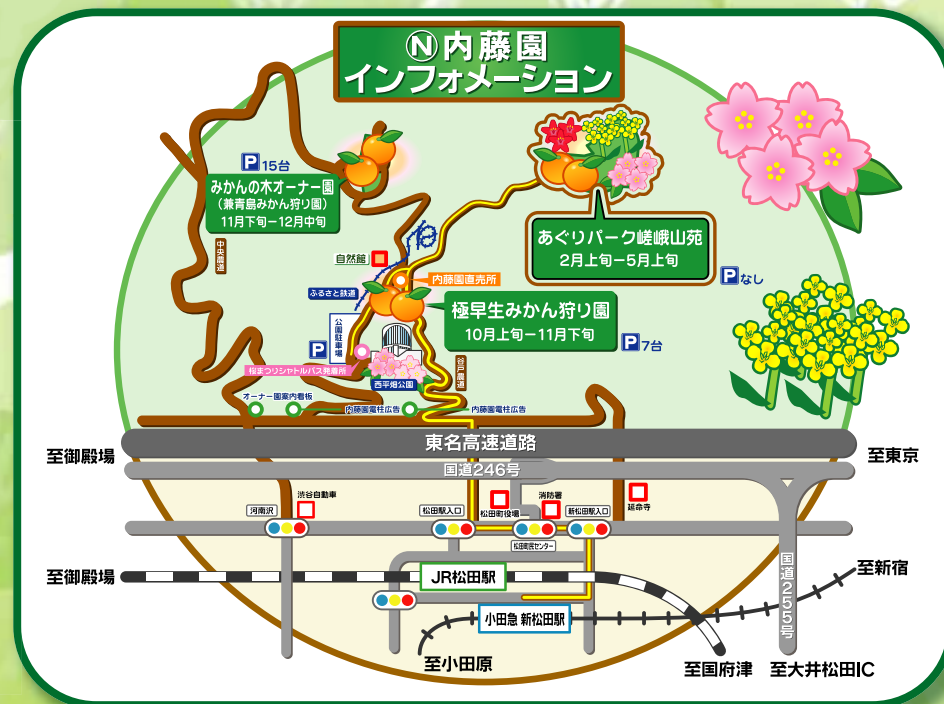 Ⓝ内藤園
インフォメーション
P 15台
みかんの木オーナー園
(兼青島みかん狩り園)
11月下旬ー12月中旬
あぐりパーク嵯峨山苑
2月上旬ー5月上旬
Pなし
中央農道
自然館
内藤園直売所
ふるさと鉄道
極早生みかん狩り園
10月上旬ー11月下旬
P 7台
公園駐車場
P
桜まつりシャトルバス発着所
西平畑公園
谷戸農道
オーナー園案内看板
内藤園電柱広告
内藤園電柱広告
東名高速道路
至御殿場
至東京
国道246号
渋谷自動車
河南沢
松田駅入口
松田町役場
消防署
新松田駅入口
延命寺
松田町民センター
国道255号
至御殿場
JR松田駅
至新宿
小田急 新松田駅
至小田原
至国府津
至大井松田IC